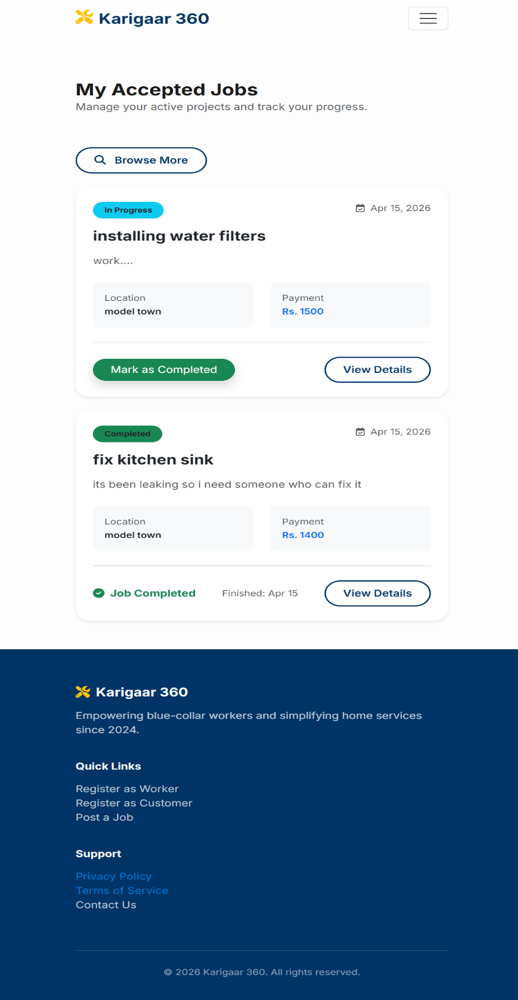 Karigaar 360
My Accepted Jobs
Manage your active projects and track your progress.
Browse More
In Progress
Apr 15, 2026
installing water filters
work....
Location
model town
Payment
Rs. 1500
Mark as Completed
View Details
Completed
Apr 15, 2026
fix kitchen sink
its been leaking so i need someone who can fix it
Location
model town
Payment
Rs. 1400
Job Completed
Finished: Apr 15
View Details
Karigaar 360
Empowering blue-collar workers and simplifying home services
since 2024.
Quick Links
Register as Worker
Register as Customer
Post a Job
Support
Privacy Policy
Terms of Service
Contact Us
© 2026 Karigaar 360. All rights reserved.